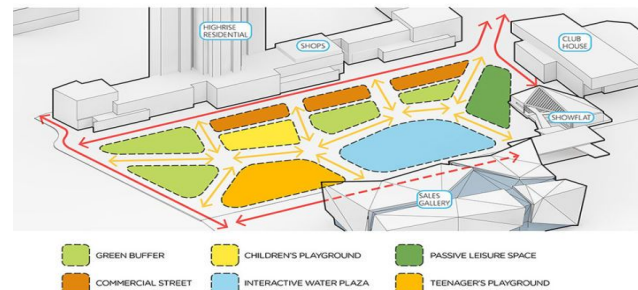 HIGHRISE
RESIDENTIAL
SHOPS
CLUB
HOUSE
SHOWFLAT
SALES
GALLERY
GREEN BUFFER
CHILDREN'S PLAYGROUND
PASSIVE LEISURE SPACE
COMMERCIAL STREET
INTERACTIVE WATER PLAZA
TEENAGER'S PLAYGROUND